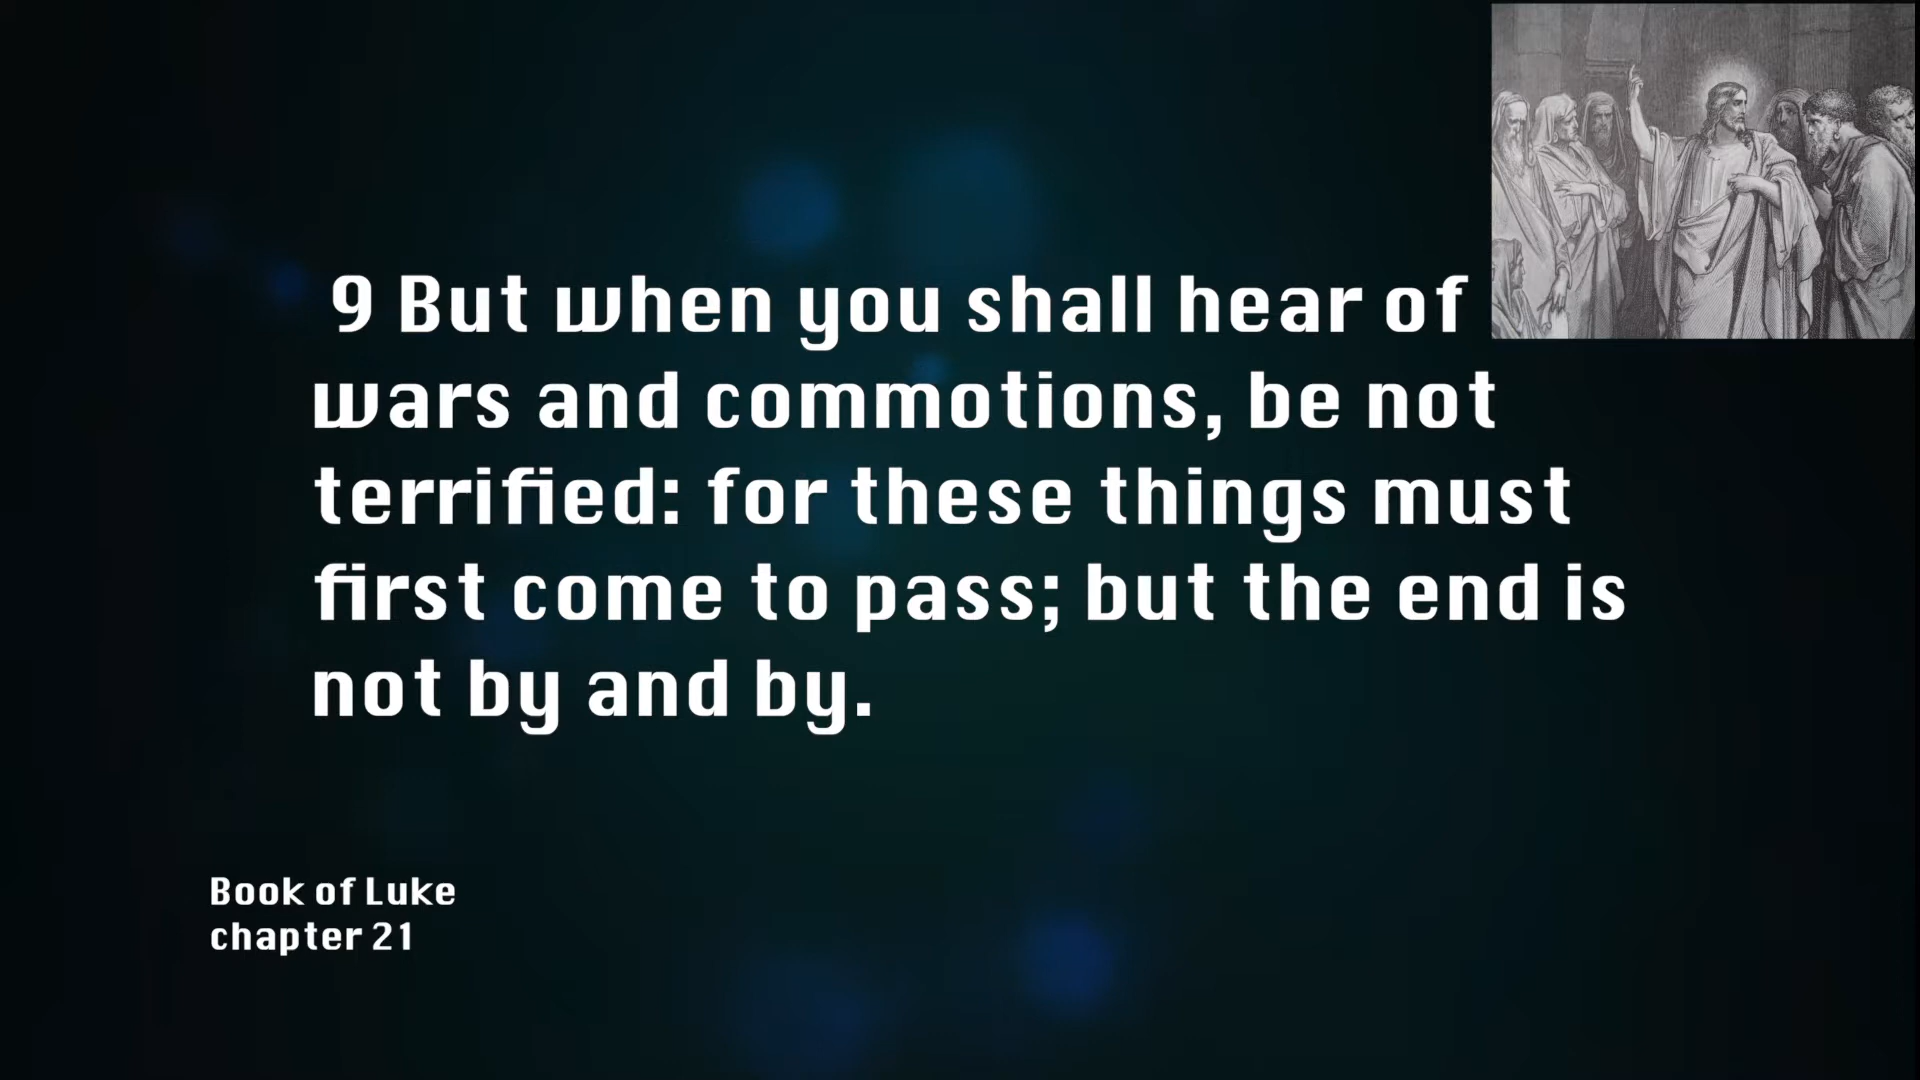 9 But when you shall hear of
wars and commotions, be not
terrified: for these things must
first come to pass; but the end is
not by and by.
Book of Luke
chapter 21